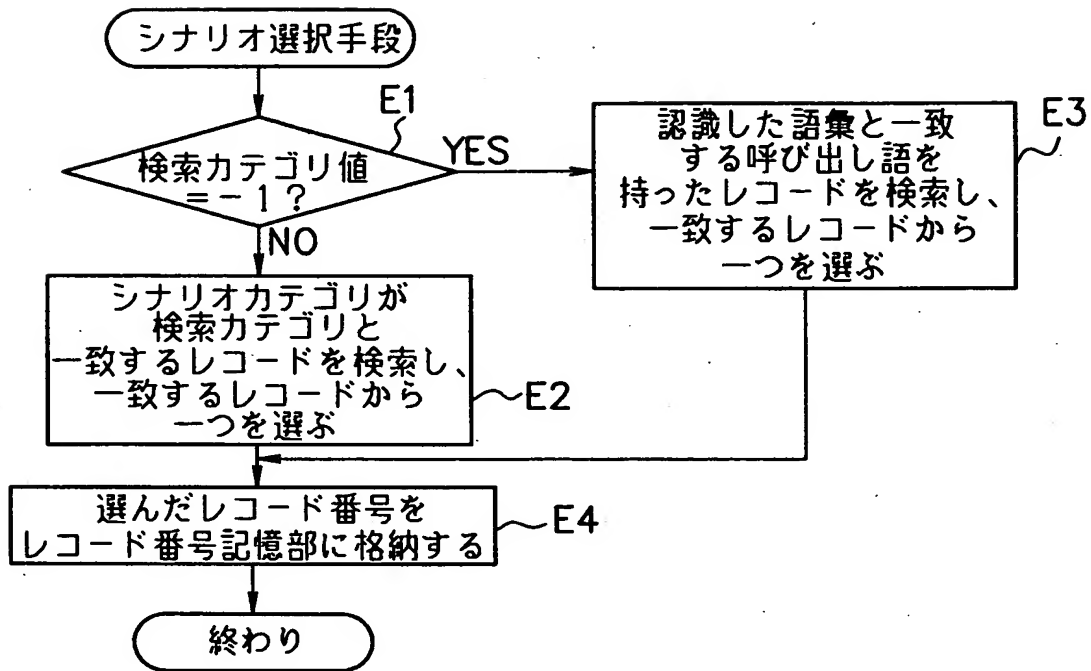 シナリオ選択手段
E1
検索カテゴリ値
=-1?
YES
NO
認識した語彙と一致
する呼び出し語を
持ったレコードを検索し、
一致するレコードから
一つを選ぶ
E3
シナリオカテゴリが
検索カテゴリと
一致するレコードを検索し、
一致するレコードから
一つを選ぶ
E2
選んだレコード番号を
レコード番号記憶部に格納する
E4
終わり